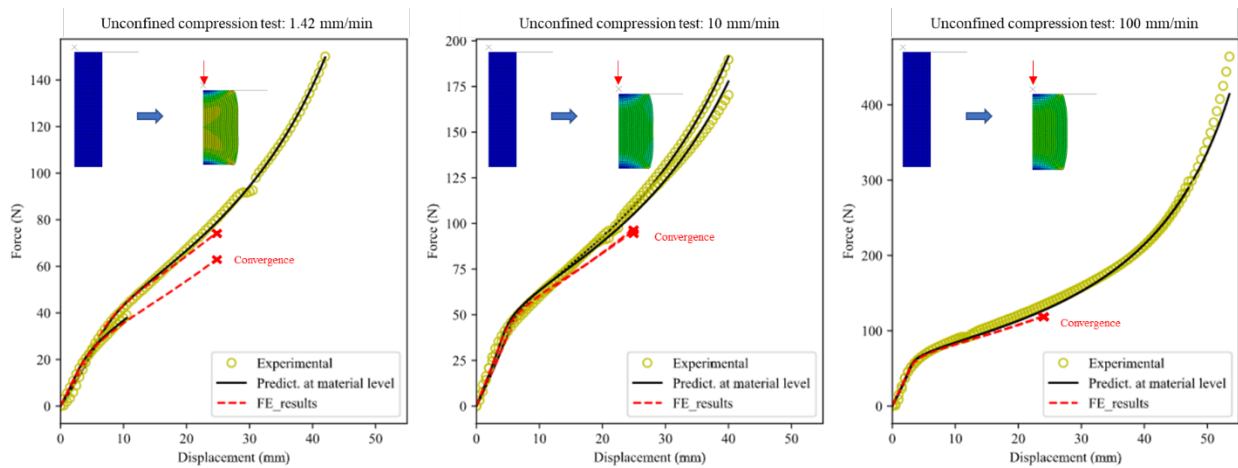 Unconfined compression test: 1.42 mm/min
140
120
100
80
60
40
20
0
Force (N)
Convergence
Experimental
Predict. at material level
FE_results
0 10 20 30 40 50
Displacement (mm)
Unconfined compression test: 10 mm/min
200
175
150
125
100
75
50
25
0
Force (N)
Convergence
Experimental
Predict. at material level
FE_results
0 10 20 30 40 50
Displacement (mm)
Unconfined compression test: 100 mm/min
400
300
200
100
0
Force (N)
Convergence
Experimental
Predict. at material level
FE_results
0 10 20 30 40 50
Displacement (mm)